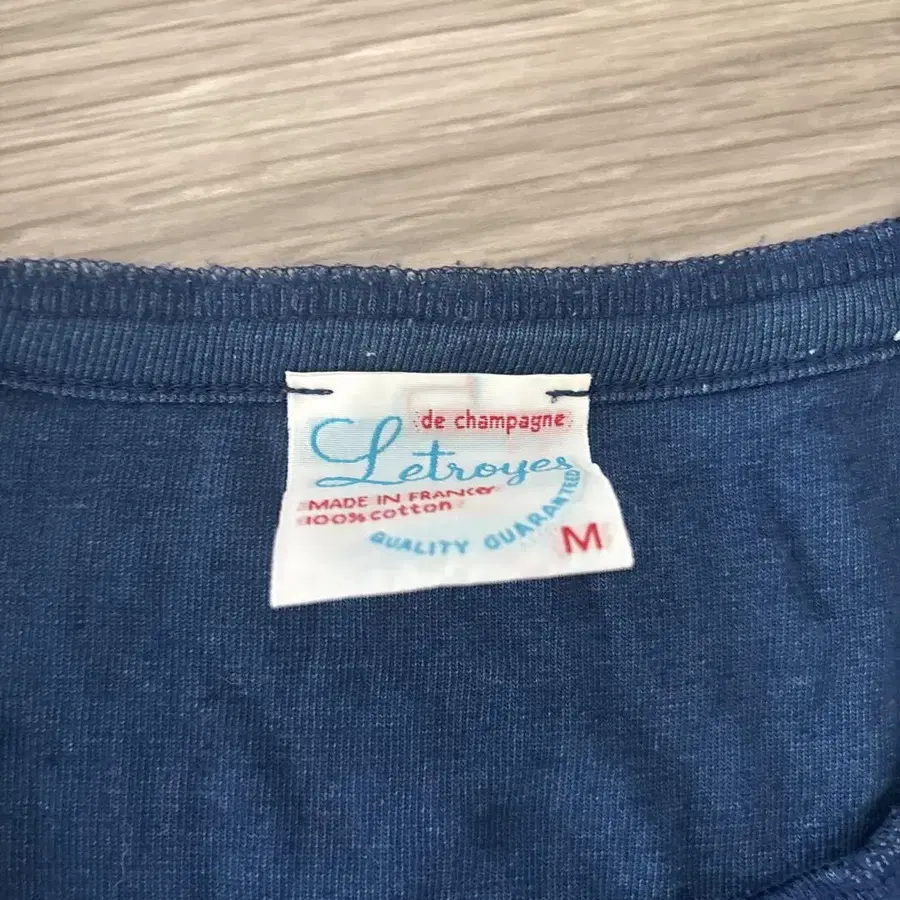 de champagne
Letroyes
MADE IN FRANCE
100% cotton
QUALITY GUARANTEED
M